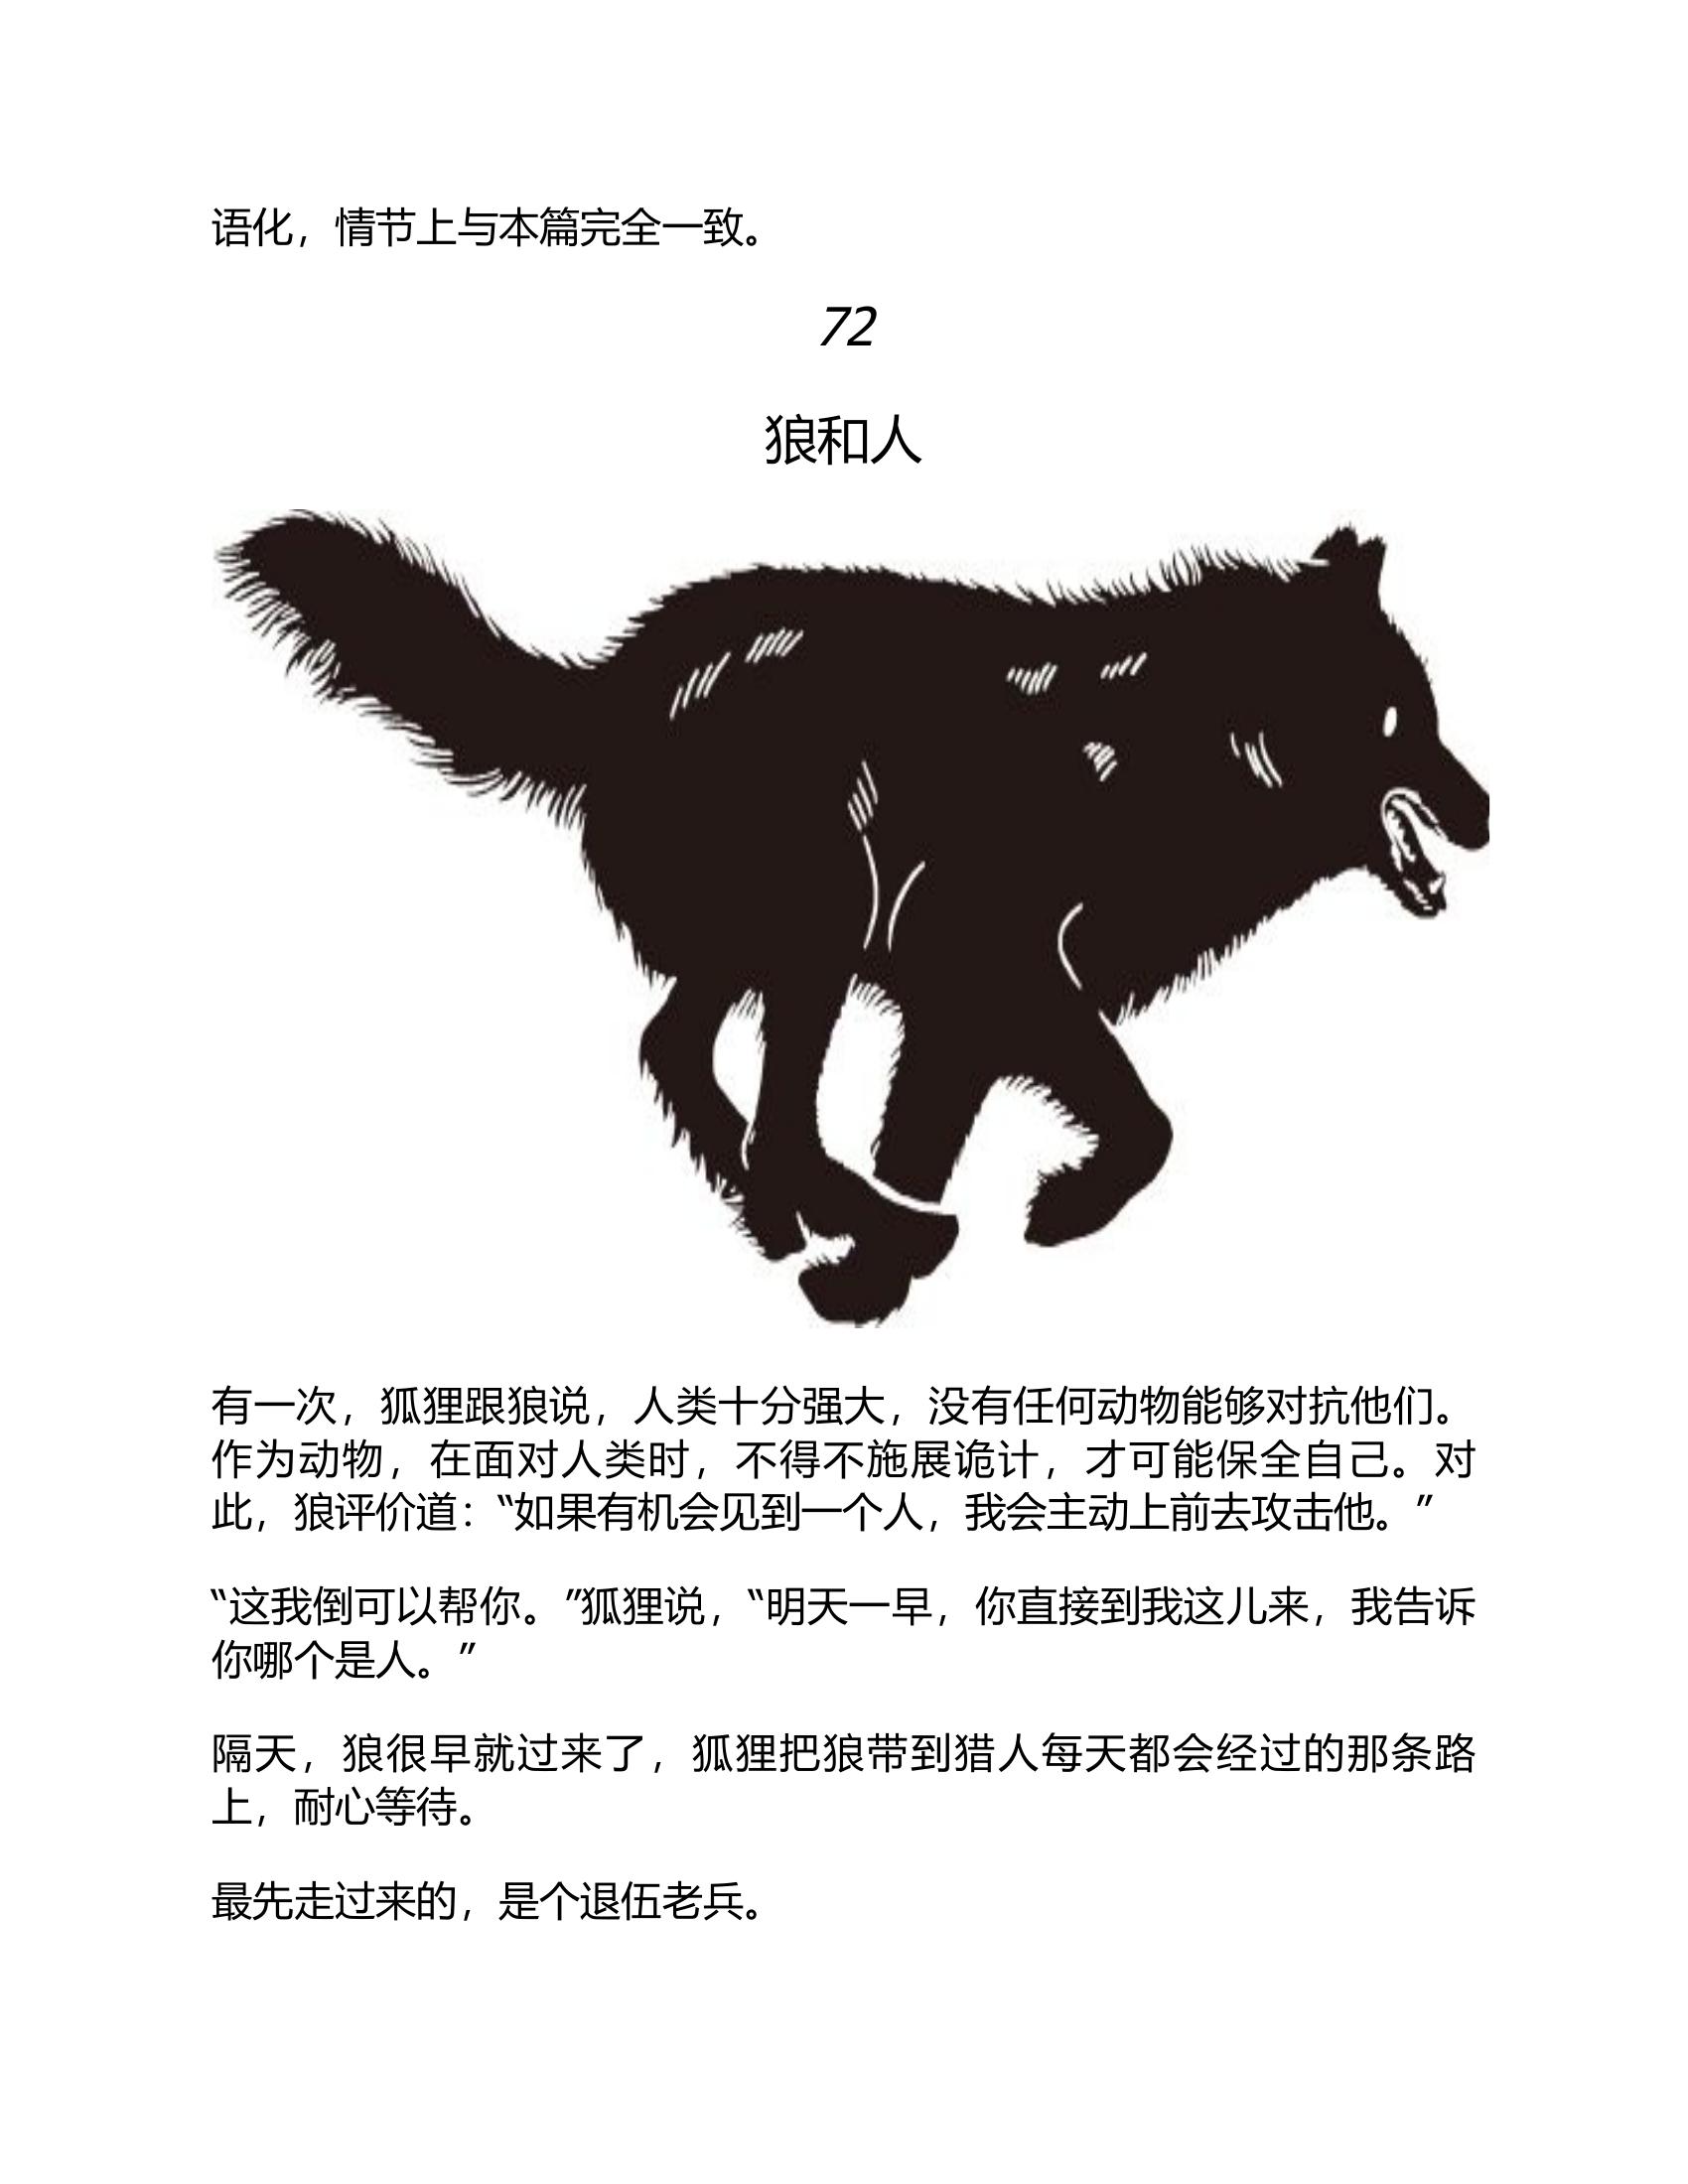 语化，情节上与本篇完全一致。
72
狼和人
有一次，狐狸跟狼说，人类十分强大，没有任何动物能够对抗他们。
作为动物，在面对人类时，不得不施展诡计，才可能保全自己。对
此，狼评价道：“如果有机会见到一个人，我会主动上前去攻击他。”
“这我倒可以帮你。”狐狸说，“明天一早，你直接到我这儿来，我告诉
你哪个是人。”
隔天，狼很早就过来了，狐狸把狼带到猎人每天都会经过的那条路
上，耐心等待。
最先走过来的，是个退伍老兵。